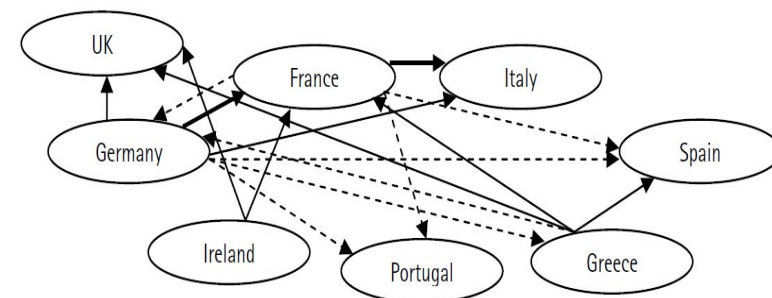 UK
France
Italy
Germany
Spain
Ireland
Portugal
Greece